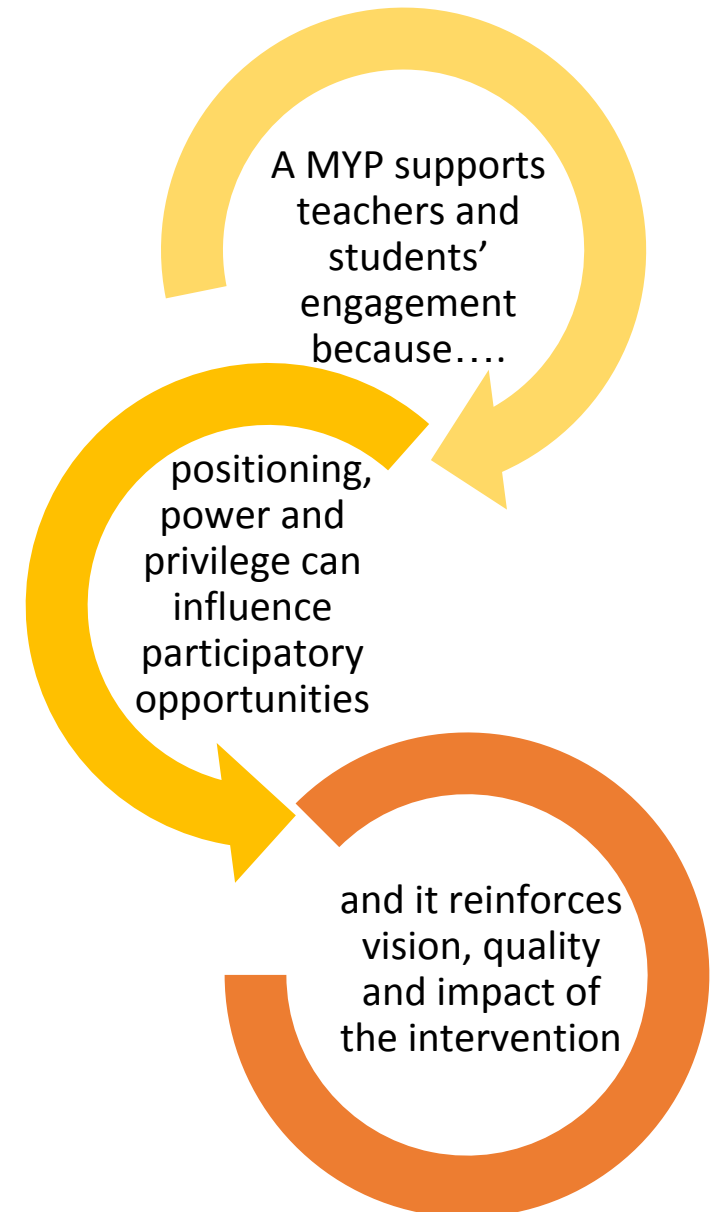 A MYP supports
teachers and
students’
engagement
because….
positioning,
power and
privilege can
influence
participatory
opportunities
and it reinforces
vision, quality
and impact of
the intervention